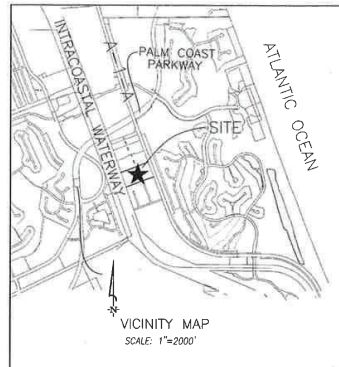 INTRACOASTAL WATERWAY
A-1-A
PALM COAST
PARKWAY
ATLANTIC OCEAN
SITE
VICINITY MAP
SCALE: 1"=2000'